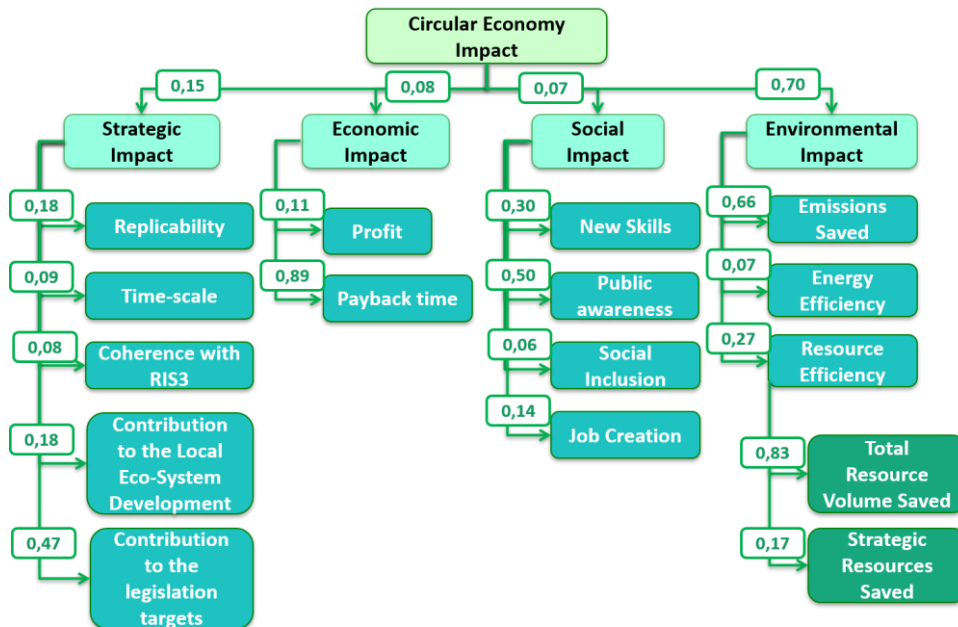 Circular Economy
Impact
0,15
0,08
0,07
0,70
Strategic
Impact
Economic
Impact
Social
Impact
Environmental
Impact
0,18
Replicability
0,09
Time-scale
0,08
Coherence with
RIS3
0,18
Contribution
to the Local
Eco-System
Development
0,47
Contribution
to the
legislation
targets
0,11
Profit
0,89
Payback time
0,30
New Skills
0,50
Public
awareness
0,06
Social
Inclusion
0,14
Job Creation
0,66
Emissions
Saved
0,07
Energy
Efficiency
0,27
Resource
Efficiency
0,83
Total
Resource
Volume Saved
0,17
Strategic
Resources
Saved